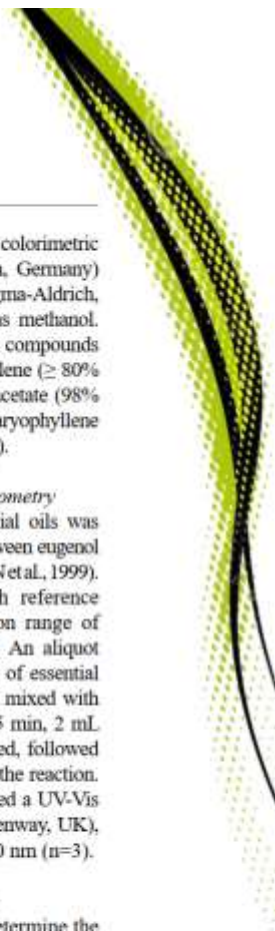 colorimetric
, Germany)
gma-Aldrich,
as methanol.
compounds
lene (≥ 80%
acetate (98%
aryophyllene
).
ometry
ial oils was
ween eugenol
N et al., 1999).
h reference
on range of
An aliquot
of essential
mixed with
5 min, 2 mL
ed, followed
the reaction.
ed a UV-Vis
enway, UK),
0 nm (n=3).
etermine the